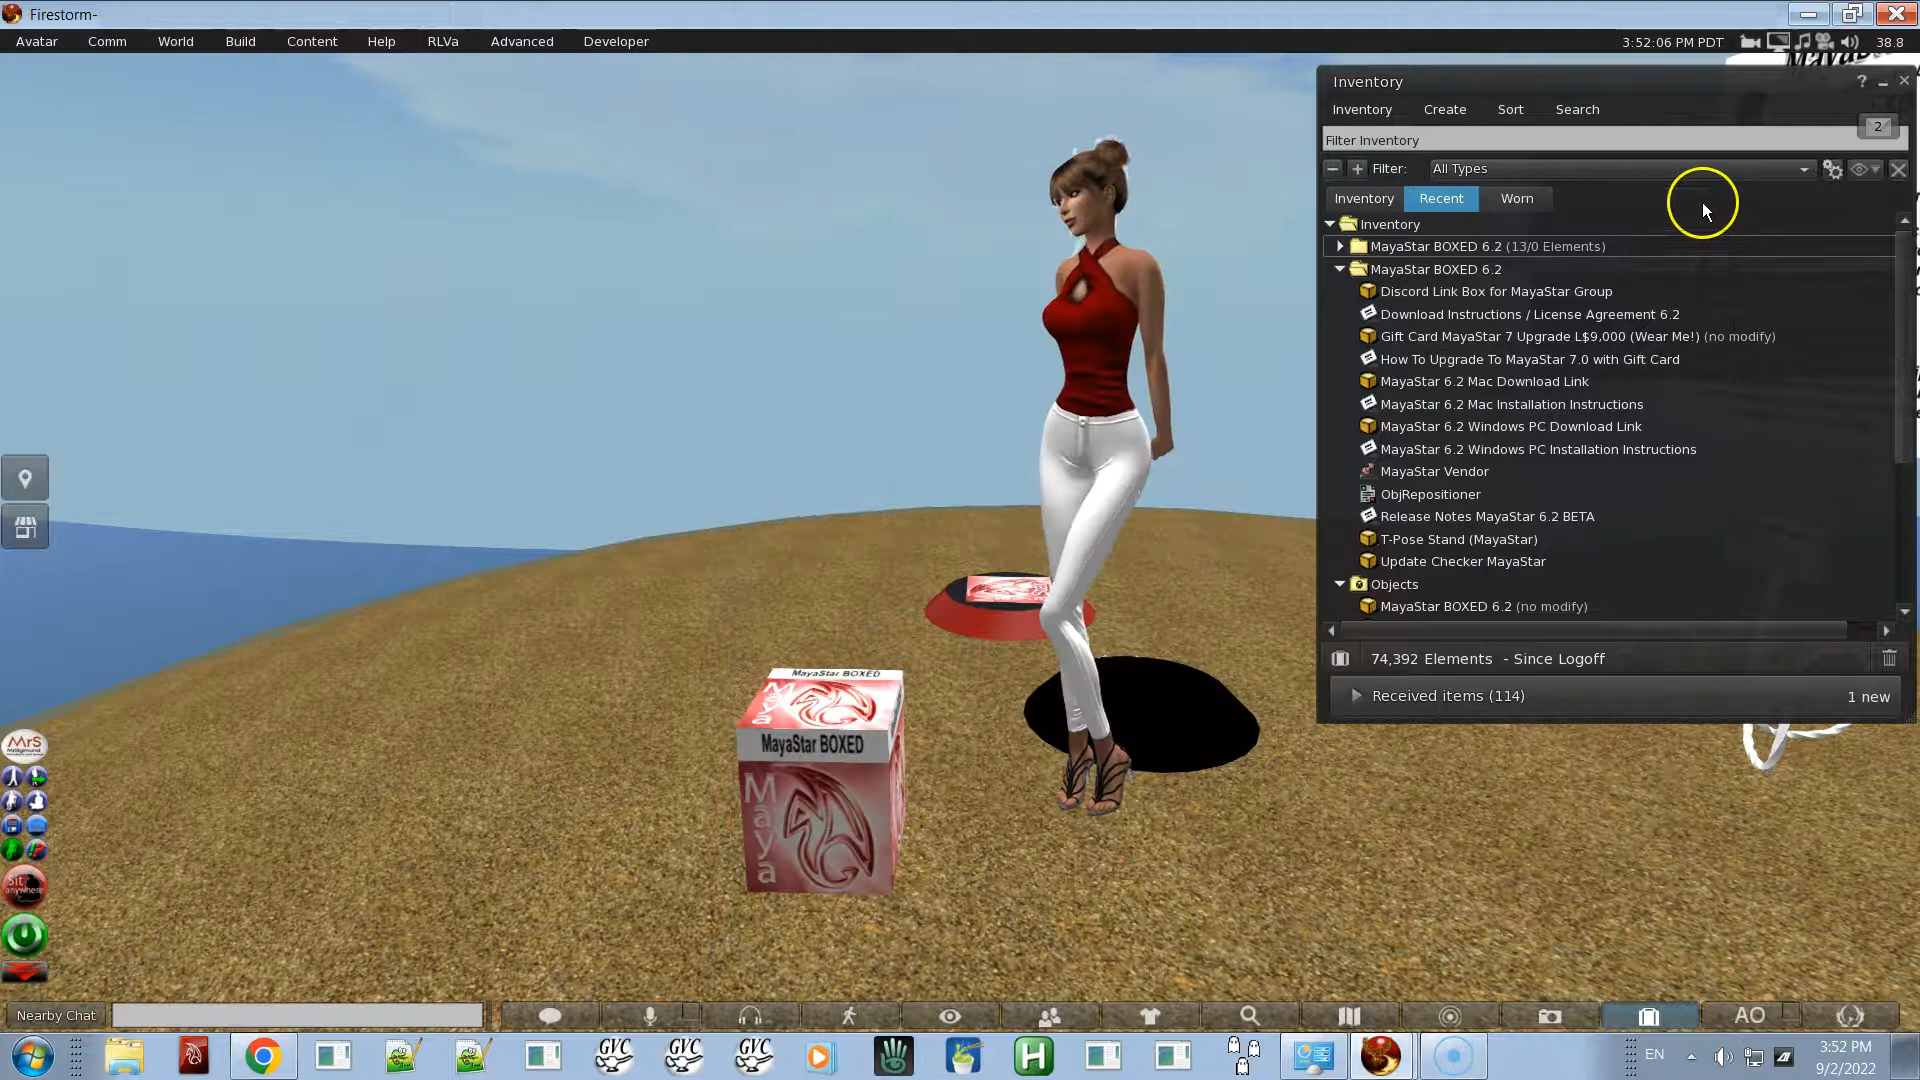 Firestorm-
Avatar Comm World Build Content Help RLVa Advanced Developer
3:52:06 PM PDT 38.8
Inventory ?
Inventory Create Sort Search
2
Filter Inventory
Filter: All Types
Inventory Recent Worn
Inventory
MayaStar BOXED 6.2 (13/0 Elements)
MayaStar BOXED 6.2
Discord Link Box for MayaStar Group
Download Instructions / License Agreement 6.2
Gift Card MayaStar 7 Upgrade L$9,000 (Wear Me!) (no modify)
How To Upgrade To MayaStar 7.0 with Gift Card
MayaStar 6.2 Mac Download Link
MayaStar 6.2 Mac Installation Instructions
MayaStar 6.2 Windows PC Download Link
MayaStar 6.2 Windows PC Installation Instructions
MayaStar Vendor
ObjRepositioner
Release Notes MayaStar 6.2 BETA
T-Pose Stand (MayaStar)
Update Checker MayaStar
Objects
MayaStar BOXED 6.2 (no modify)
74,392 Elements - Since Logoff
Received items (114) 1 new
MayaStar BOXED
Maya
MayaStar BOXED
Maya
MrS
Sit
anywhere
Nearby Chat
AO
GVC GVC GVC
H
EN
3:52 PM
9/2/2022